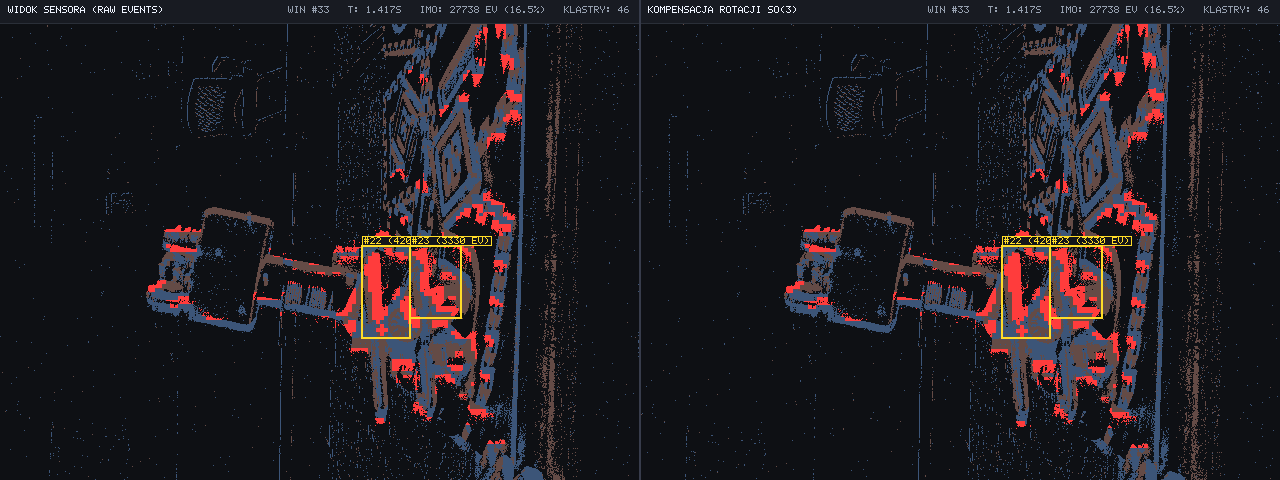 WIDOK SENSORA (RAW EVENTS) WIN #33 T: 1.417S IMO: 27738 EV (16.5%) KLASTRY: 46
#22 (420 #23 (3330 EV)
KOMPENSACJA ROTACJI SO(3) WIN #33 T: 1.417S IMO: 27738 EV (16.5%) KLASTRY: 46
#22 (420 #23 (3330 EV)